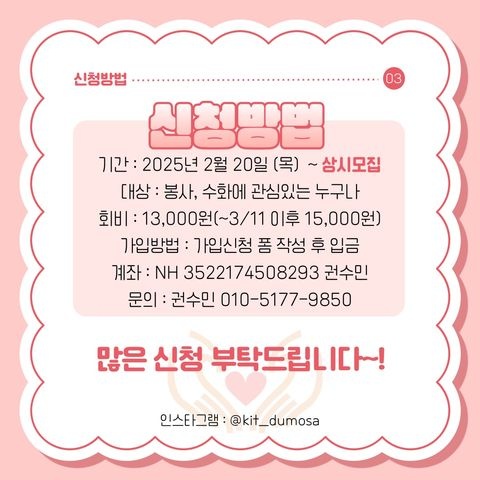 신청방법
03
신청방법
기간 : 2025년 2월 20일 (목) ~ 상시모집
대상 : 봉사, 수화에 관심있는 누구나
회비 : 13,000원(~3/11 이후 15,000원)
가입방법 : 가입신청 폼 작성 후 입금
계좌 : NH 3522174508293 권수민
문의 : 권수민 010-5177-9850
많은 신청 부탁드립니다~!
인스타그램 : @kit_dumosa